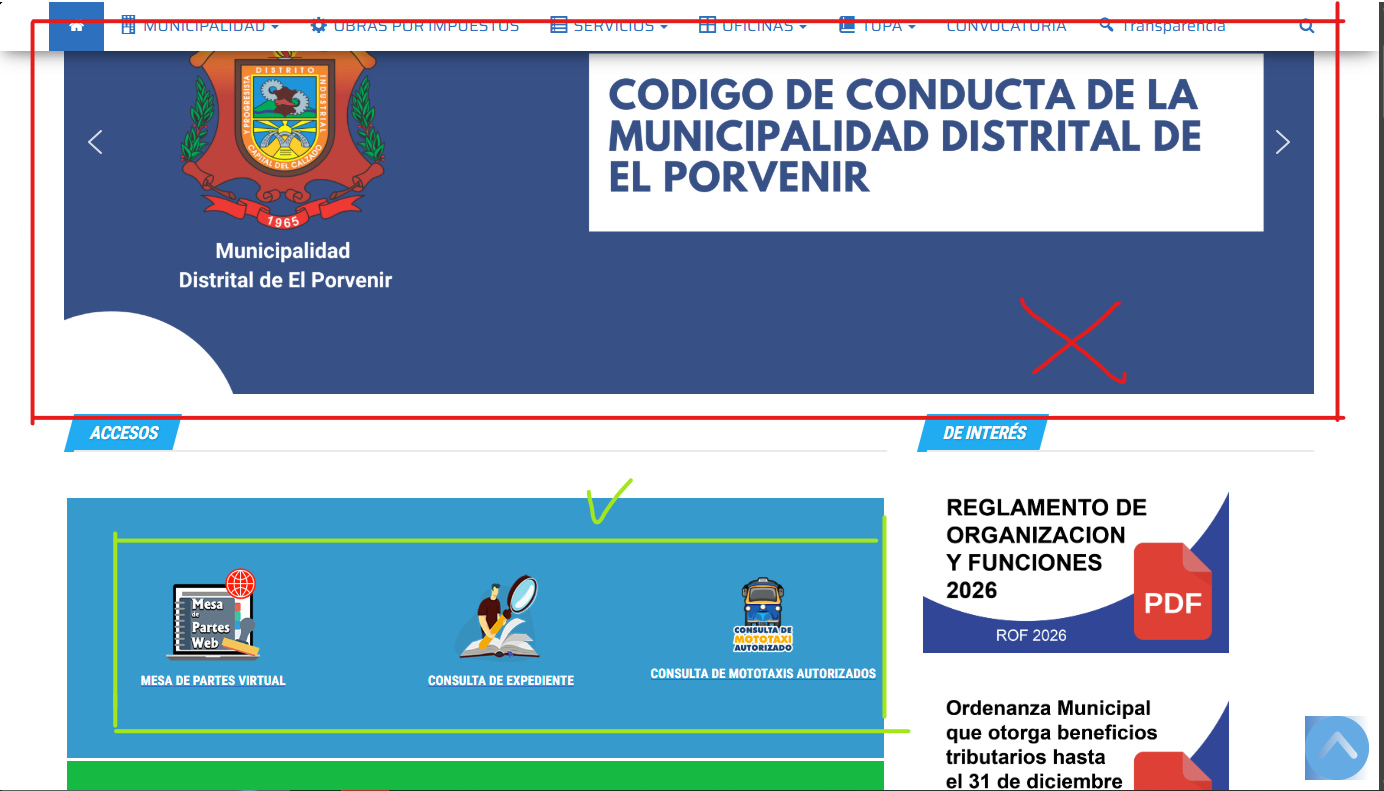 MUNICIPALIDAD OBRAS POR IMPUESTOS SERVICIOS OFICINAS TUPA CONVOCATORIA Transparencia
DISTRITO
Y PROGRESISTA
INDUSTRIAL
CAPITAL DEL CALZADO
1965
Municipalidad
Distrital de El Porvenir
CODIGO DE CONDUCTA DE LA
MUNICIPALIDAD DISTRITAL DE
EL PORVENIR
ACCESOS
Mesa
de
Partes
Web
MESA DE PARTES VIRTUAL
CONSULTA DE EXPEDIENTE
CONSULTA DE
MOTOTAXI
AUTORIZADO
CONSULTA DE MOTOTAXIS AUTORIZADOS
DE INTERÉS
REGLAMENTO DE
ORGANIZACION
Y FUNCIONES
2026
PDF
ROF 2026
Ordenanza Municipal
que otorga beneficios
tributarios hasta
el 31 de diciembre